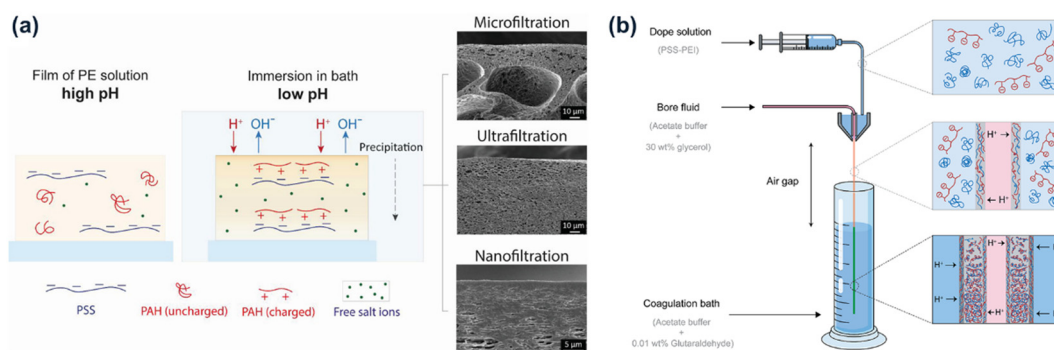 (a)
Film of PE solution
high pH
Immersion in bath
low pH
H⁺ OH⁻ H⁺ OH⁻
Precipitation
PSS
PAH (uncharged)
PAH (charged)
Free salt ions
Microfiltration
10 µm
Ultrafiltration
10 µm
Nanofiltration
5 µm
(b)
Dope solution
(PSS-PEI)
Bore fluid
(Acetate buffer
+
30 wt% glycerol)
Air gap
Coagulation bath
(Acetate buffer
+
0.01 wt% Glutaraldehyde)
H⁺
H⁺
H⁺
H⁺
H⁺
H⁺
H⁺